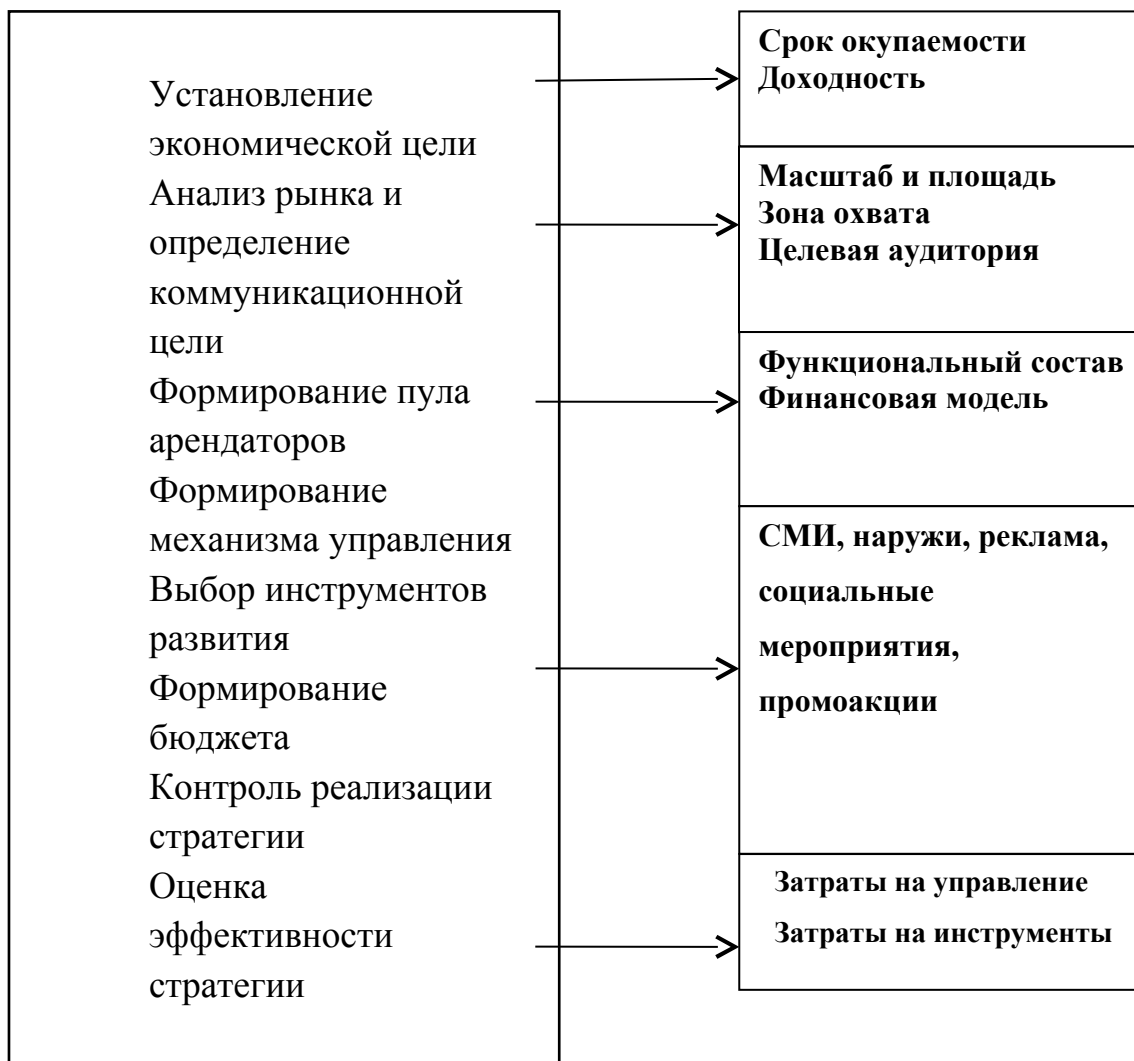 Установление
экономической цели
Анализ рынка и
определение
коммуникационной
цели
Формирование пула
арендаторов
Формирование
механизма управления
Выбор инструментов
развития
Формирование
бюджета
Контроль реализации
стратегии
Оценка
эффективности
стратегии
Срок окупаемости
Доходность
Масштаб и площадь
Зона охвата
Целевая аудитория
Функциональный состав
Финансовая модель
СМИ, наружи, реклама,
социальные
мероприятия,
промоакции
Затраты на управление
Затраты на инструменты